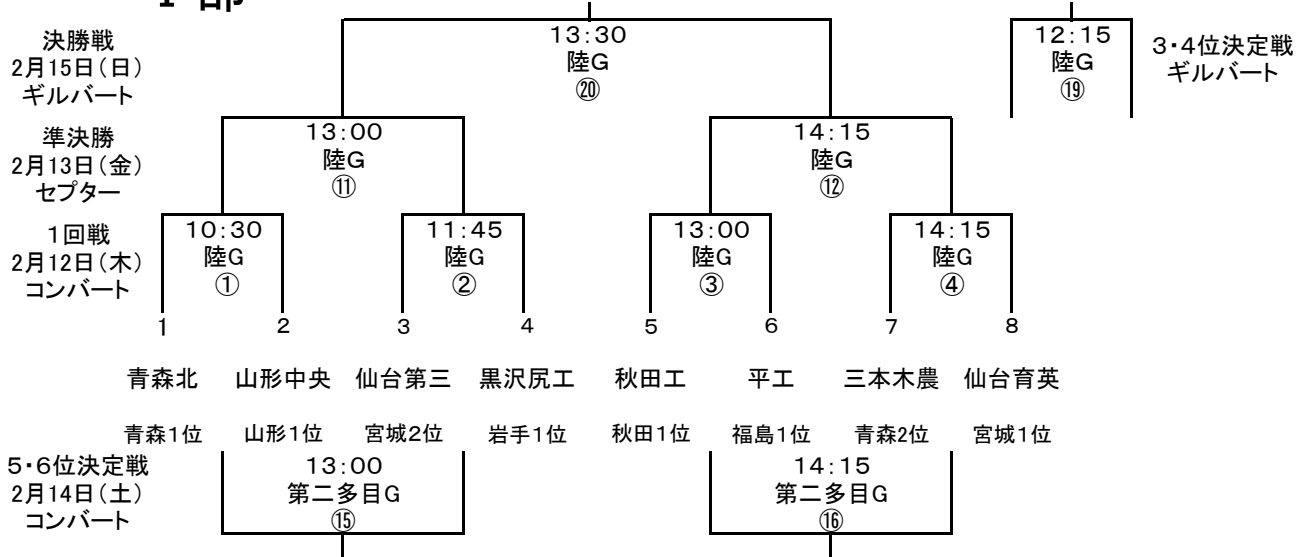 1 部
決勝戦
2月15日(日)
ギルバート
13:30
陸G
⑳
12:15
陸G
⑲
3・4位決定戦
ギルバート
準決勝
2月13日(金)
セプター
13:00
陸G
⑪
14:15
陸G
⑫
1回戦
2月12日(木)
コンバート
10:30
陸G
①
11:45
陸G
②
13:00
陸G
③
14:15
陸G
④
1 2 3 4 5 6 7 8
青森北 山形中央 仙台第三 黒沢尻工 秋田工 平工 三本木農 仙台育英
青森1位 山形1位 宮城2位 岩手1位 秋田1位 福島1位 青森2位 宮城1位
5・6位決定戦
2月14日(土)
コンバート
13:00
第二多目G
⑮
14:15
第二多目G
⑯